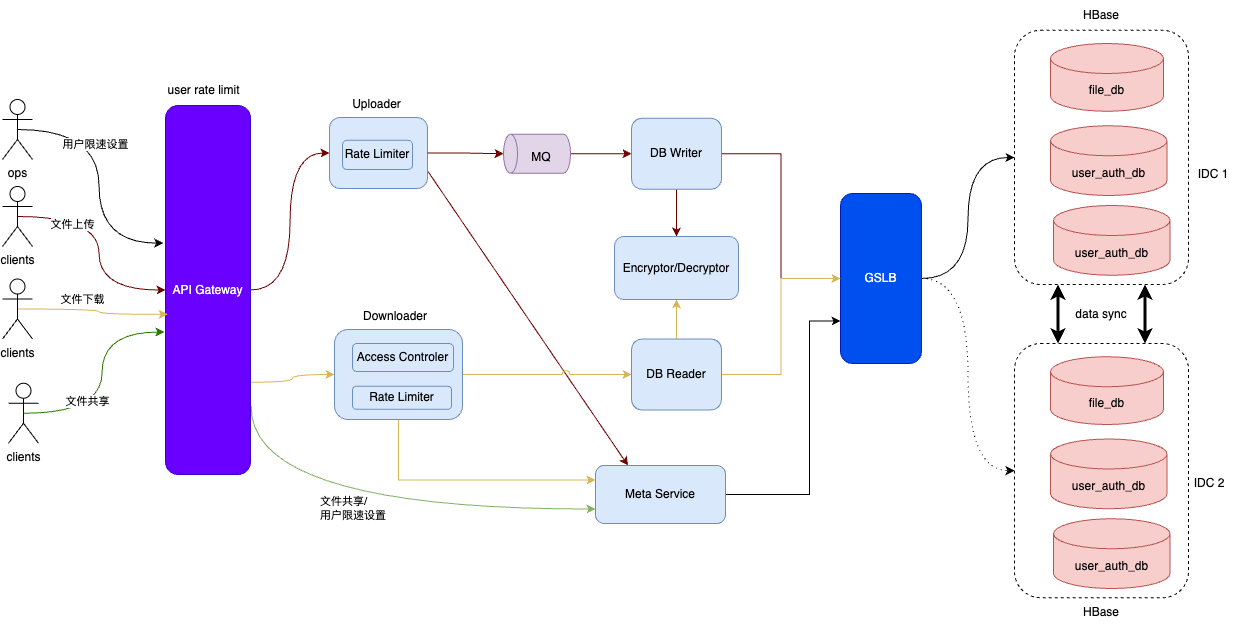 HBase
file_db
user_auth_db
user_auth_db
IDC 1
user rate limit
Uploader
Rate Limiter
MQ
DB Writer
用户限速设置
ops
文件上传
clients
API Gateway
Encryptor/Decryptor
GSLB
文件下载
clients
Downloader
Access Controler
Rate Limiter
DB Reader
data sync
文件共享
clients
文件共享/
用户限速设置
Meta Service
file_db
user_auth_db
user_auth_db
IDC 2
HBase